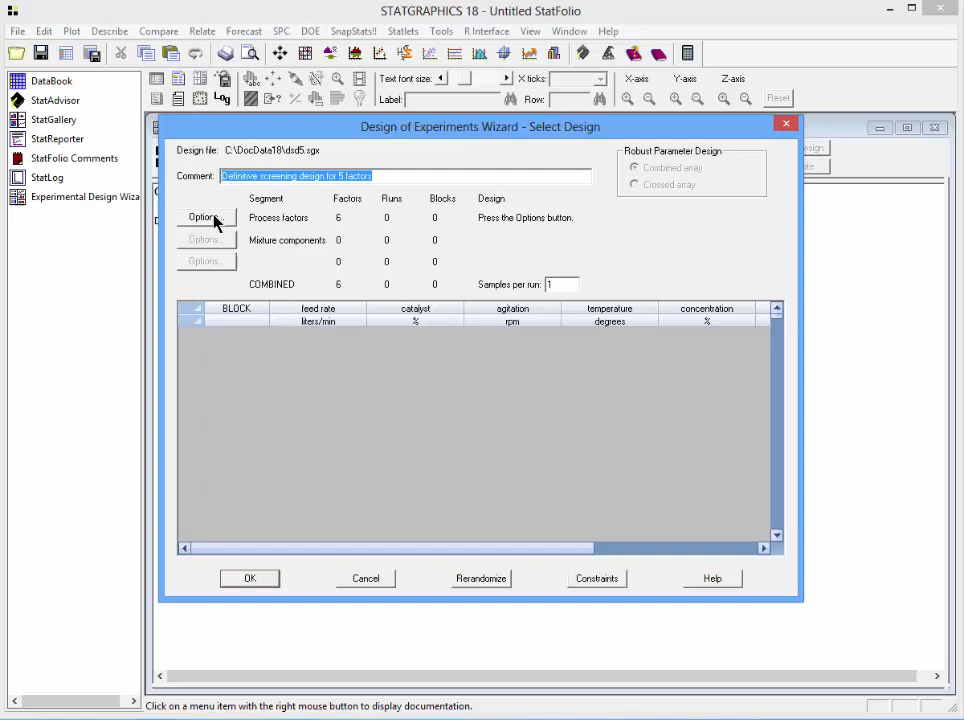 STATGRAPHICS 18 - Untitled StatFolio
File Edit Plot Describe Compare Relate Forecast SPC DOE SnapStats!! Statlets Tools R Interface View Window Help
DataBook
StatAdvisor
StatGallery
StatReporter
StatFolio Comments
StatLog
Experimental Design Wiza
Text font size: X ticks: X-axis Y-axis Z-axis
Log Label: Row: Reset
Design of Experiments Wizard - Select Design
Design file: C:\DocData18\dsd5.sgx
Comment: Definitive screening design for 5 factors
Robust Parameter Design
Combined array
Crossed array
Segment Factors Runs Blocks Design
Options... Process factors 6 0 0 Press the Options button.
Options... Mixture components 0 0 0
Options... 0 0 0
COMBINED 6 0 0 Samples per run: 1
BLOCK feed rate catalyst agitation temperature concentration
liters/min % rpm degrees %
OK Cancel Rerandomize Constraints Help
Click on a menu item with the right mouse button to display documentation.